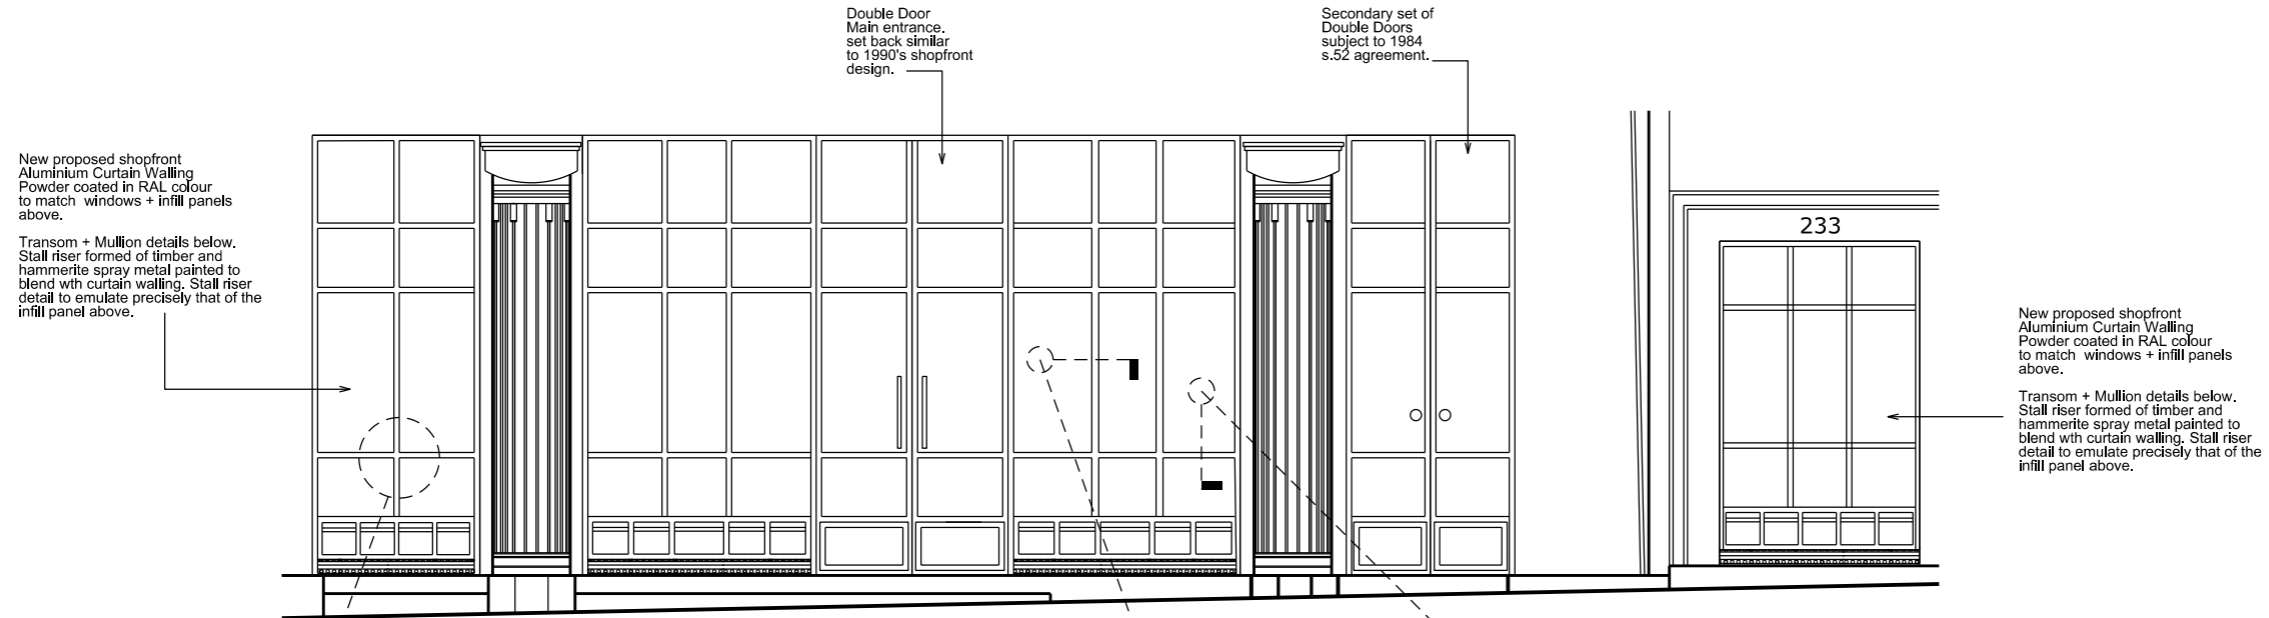 Double Door
Main entrance.
set back similar
to 1990's shopfront
design.
Secondary set of
Double Doors
subject to 1984
s.52 agreement.
New proposed shopfront
Aluminium Curtain Walling
Powder coated in RAL colour
to match windows + infill panels
above.
Transom + Mullion details below.
Stall riser formed of timber and
hammerite spray metal painted to
blend wth curtain walling. Stall riser
detail to emulate precisely that of the
infill panel above.
233
New proposed shopfront
Aluminium Curtain Walling
Powder coated in RAL colour
to match windows + infill panels
above.
Transom + Mullion details below.
Stall riser formed of timber and
hammerite spray metal painted to
blend wth curtain walling. Stall riser
detail to emulate precisely that of the
infill panel above.